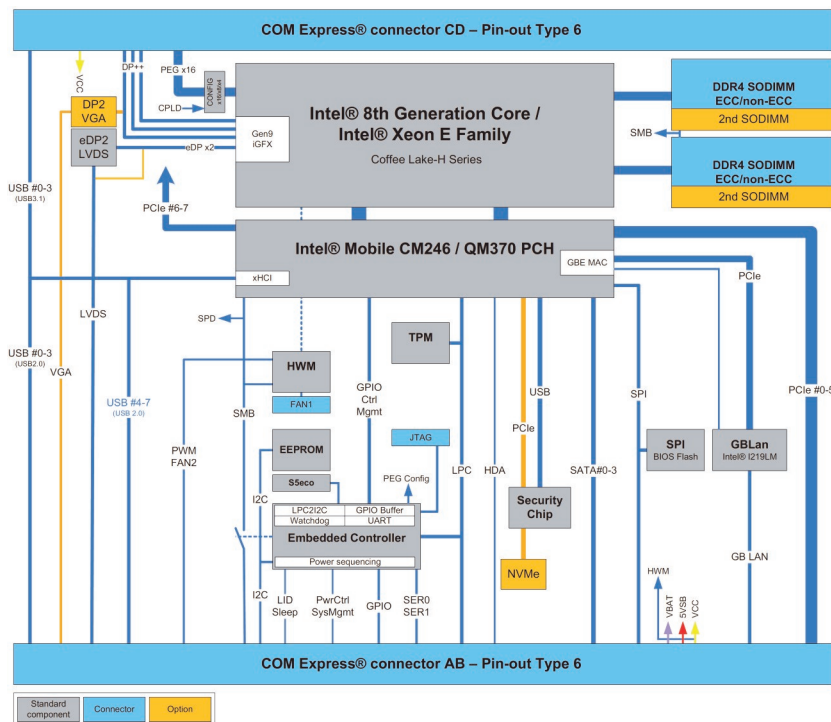 COM Express® connector CD – Pin-out Type 6
VCC
DP++
PEG x16
CONFIG
x16/x8/x4
CPLD
DP2
VGA
eDP2
LVDS
eDP x2
Gen9
iGFX
Intel® 8th Generation Core /
Intel® Xeon E Family
Coffee Lake-H Series
DDR4 SODIMM
ECC/non-ECC
2nd SODIMM
SMB
DDR4 SODIMM
ECC/non-ECC
2nd SODIMM
USB #0-3
(USB3.1)
PCIe #6-7
Intel® Mobile CM246 / QM370 PCH
xHCI
GBE MAC
PCIe
LVDS
SPD
USB #0-3
(USB2.0)
VGA
USB #4-7
(USB 2.0)
HWM
FAN1
TPM
GPIO
Ctrl
Mgmt
USB
SPI
PCIe #0-5
SMB
PWM
FAN2
EEPROM
JTAG
PCIe
SPI
BIOS Flash
GBLan
Intel® I219LM
S5eco
I2C
PEG Config
LPC
HDA
SATA#0-3
LPC2I2C
GPIO Buffer
Watchdog
UART
Embedded Controller
Power sequencing
Security
Chip
NVMe
GB LAN
I2C
LID
Sleep
PwrCtrl
SysMgmt
GPIO
SER0
SER1
HWM
VBAT
5VSB
VCC
COM Express® connector AB – Pin-out Type 6
Standard
component
Connector
Option